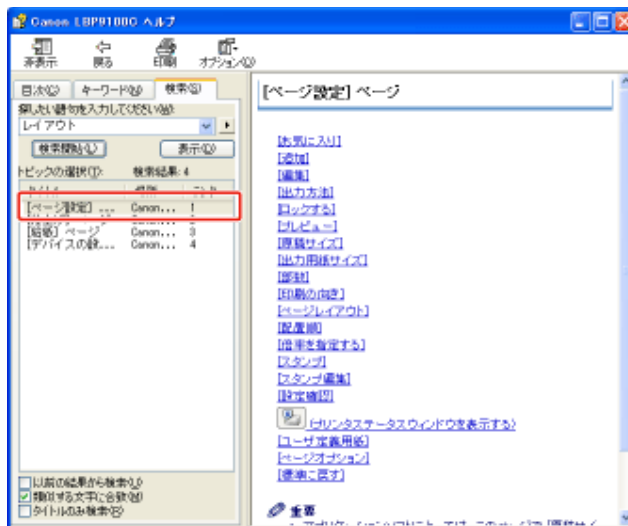 Canon LBP9100C ヘルプ
非表示 戻る 印刷 オプション(O)
目次(C) キーワード(N) 検索(S)
探したい語句を入力してください(W):
レイアウト
検索開始(L) 表示(D)
トピックの選択(T): 検索結果: 4
[ページ設定] ... Canon... 1
[給紙] ページ Canon... 3
[デバイスの設... Canon... 4
以前の結果から検索(U)
類似する文字に合致(M)
タイトルのみ検索(R)
[ページ設定] ページ
[お気に入り]
[追加]
[編集]
[出力方法]
[ロックする]
[プレビュー]
[原稿サイズ]
[出力用紙サイズ]
[部数]
[印刷の向き]
[ページレイアウト]
[配置順]
[倍率を指定する]
[スタンプ]
[スタンプ編集]
[設定確認]
(プリンタステータスウィンドウを表示する)
[ユーザ定義用紙]
[ページオプション]
[標準に戻す]
重要